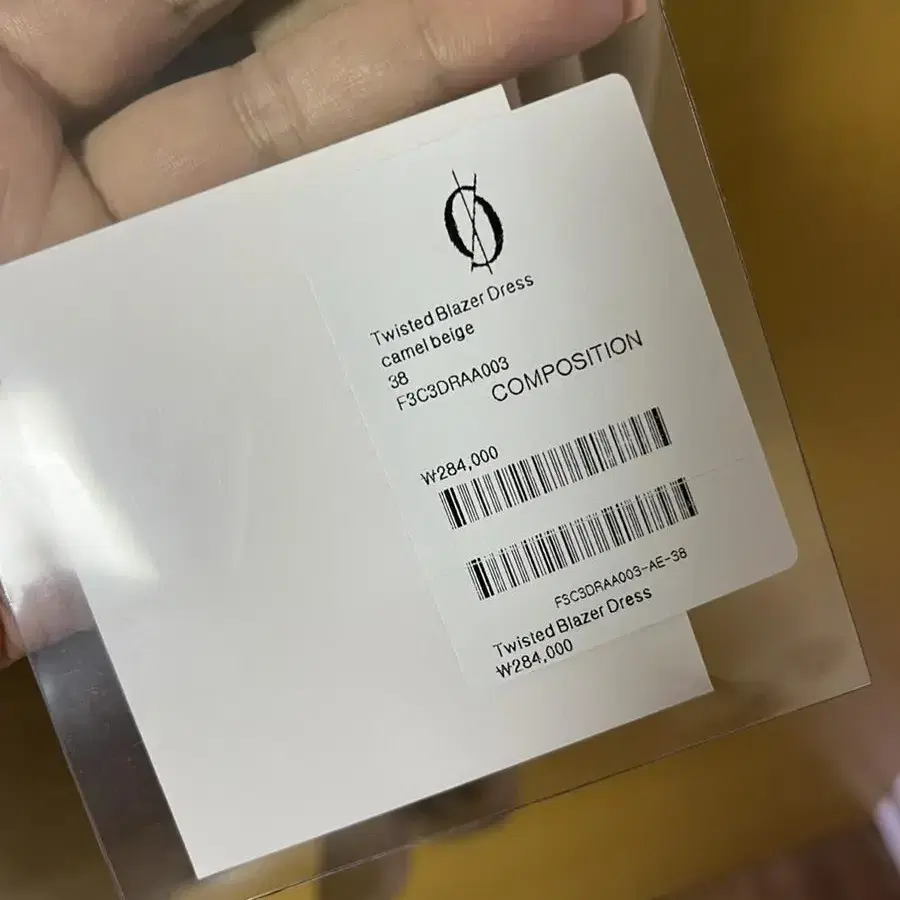 Twisted Blazer Dress
camel beige
38
F3C3DRAA003
COMPOSITION
₩284,000
F3C3DRAA003-AE-38
Twisted Blazer Dress
₩284,000